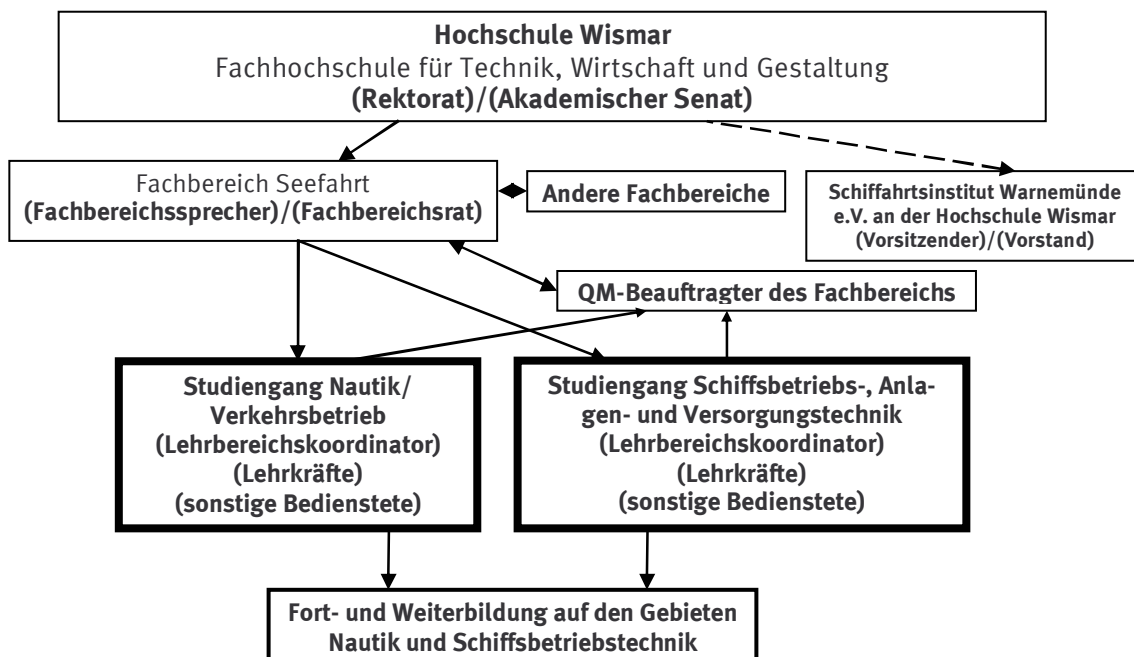 Hochschule Wismar
Fachhochschule für Technik, Wirtschaft und Gestaltung
(Rektorat)/(Akademischer Senat)
Fachbereich Seefahrt
(Fachbereichssprecher)/(Fachbereichsrat)
Andere Fachbereiche
Schiffahrtsinstitut Warnemünde
e.V. an der Hochschule Wismar
(Vorsitzender)/(Vorstand)
QM-Beauftragter des Fachbereichs
Studiengang Nautik/
Verkehrsbetrieb
(Lehrbereichskoordinator)
(Lehrkräfte)
(sonstige Bedienstete)
Studiengang Schiffsbetriebs-, Anla-
gen- und Versorgungstechnik
(Lehrbereichskoordinator)
(Lehrkräfte)
(sonstige Bedienstete)
Fort- und Weiterbildung auf den Gebieten
Nautik und Schiffsbetriebstechnik